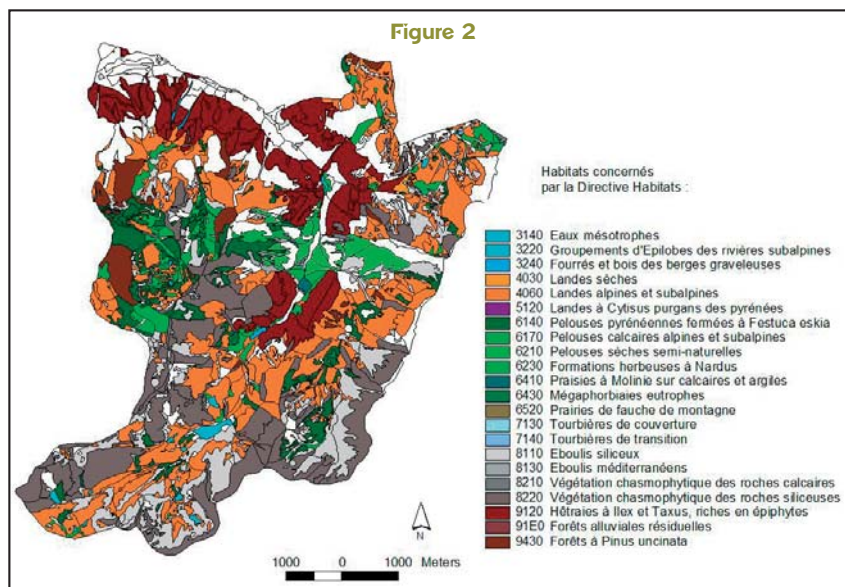 Figure 2
Habitats concernés
par la Directive Habitats :
3140 Eaux mésotrophes
3220 Groupements d'Epilobes des rivières subalpines
3240 Fourrés et bois des berges graveleuses
4030 Landes sêches
4060 Landes alpines et subalpines
5120 Landes à Cytisus purgans des pyrénées
6140 Pelouses pyrénéennes fermées à Festuca eskia
6170 Pelouses calcaires alpines et subalpines
6210 Pelouses sèches semi-naturelles
6230 Formations herbeuses à Nardus
6410 Praisies à Molinie sur calcaires et argiles
6430 Mégaphorbiaies eutrophes
6520 Prairies de fauche de montagne
7130 Tourbières de couverture
7140 Tourbières de transition
8110 Eboulis siliceux
8130 Eboulis méditerranéens
8210 Végétation chasmophytique des roches calcaires
8220 Végétation chasmophytique des roches siliceuses
9120 Hêtraies à Ilex et Taxus, riches en épiphytes
91E0 Forêts alluviales résiduelles
9430 Forêts à Pinus uncinata
N
1000 0 1000 Meters